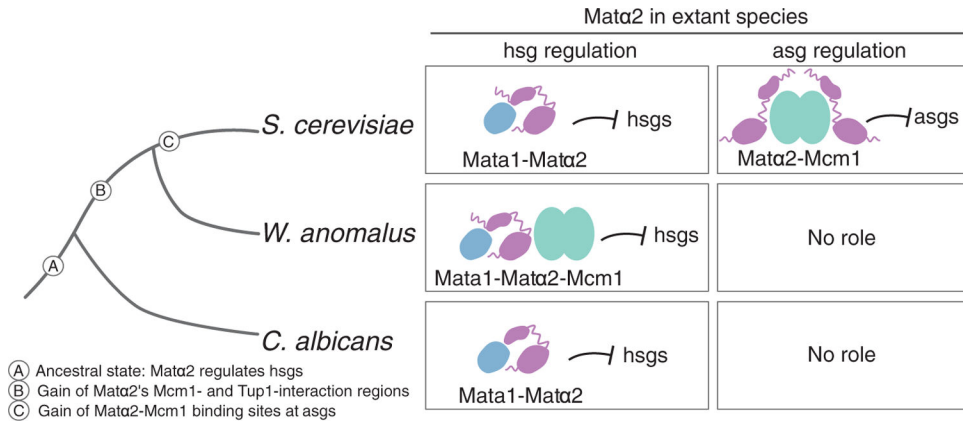 Matα2 in extant species
hsg regulation
asg regulation
S. cerevisiae
hsgs
Mata1-Matα2
asgs
Matα2-Mcm1
W. anomalus
hsgs
Mata1-Matα2-Mcm1
No role
C. albicans
hsgs
Mata1-Matα2
No role
C
B
A
A Ancestral state: Matα2 regulates hsgs
B Gain of Matα2's Mcm1- and Tup1-interaction regions
C Gain of Matα2-Mcm1 binding sites at asgs